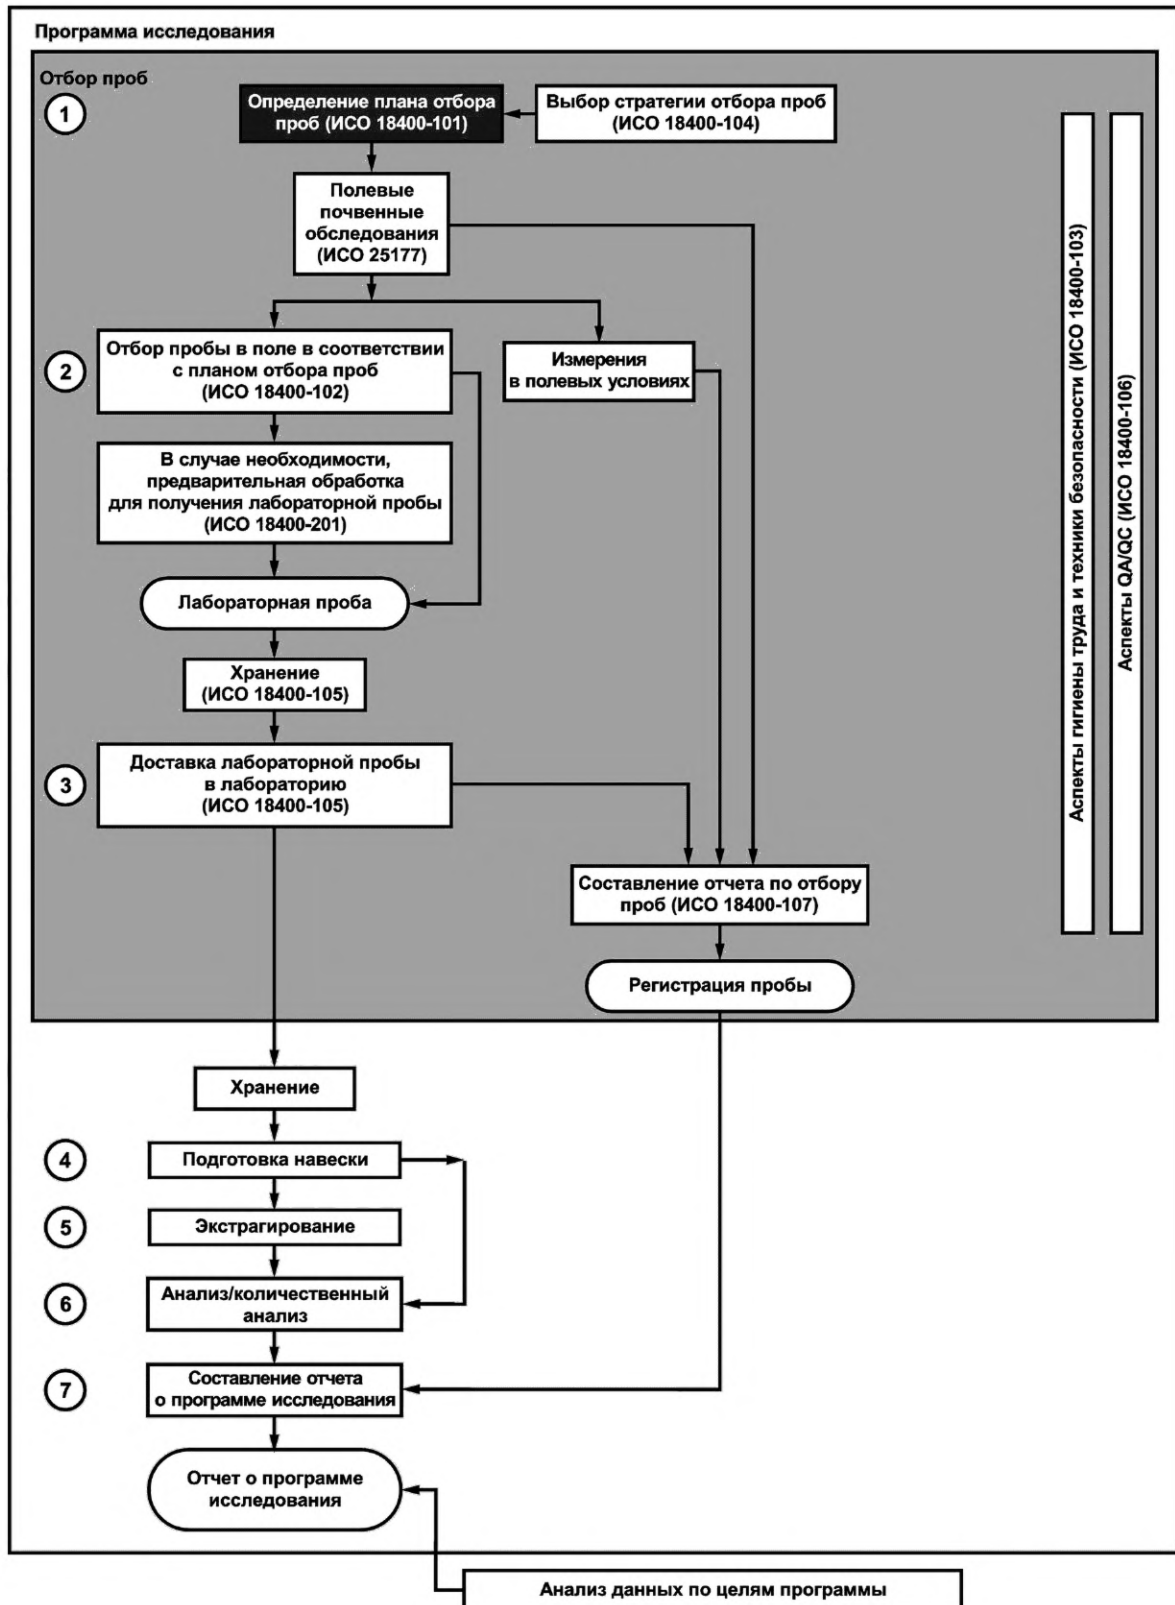 Программа исследования
Отбор проб
1
Определение плана отбора
проб (ИСО 18400-101)
Выбор стратегии отбора проб
(ИСО 18400-104)
Полевые
почвенные
обследования
(ИСО 25177)
2
Отбор пробы в поле в соответствии
с планом отбора проб
(ИСО 18400-102)
Измерения
в полевых условиях
В случае необходимости,
предварительная обработка
для получения лабораторной пробы
(ИСО 18400-201)
Лабораторная проба
Хранение
(ИСО 18400-105)
3
Доставка лабораторной пробы
в лабораторию
(ИСО 18400-105)
Составление отчета по отбору
проб (ИСО 18400-107)
Регистрация пробы
Аспекты гигиены труда и техники безопасности (ИСО 18400-103)
Аспекты QA/QC (ИСО 18400-106)
Хранение
4
Подготовка навески
5
Экстрагирование
6
Анализ/количественный
анализ
7
Составление отчета
о программе исследования
Отчет о программе
исследования
Анализ данных по целям программы